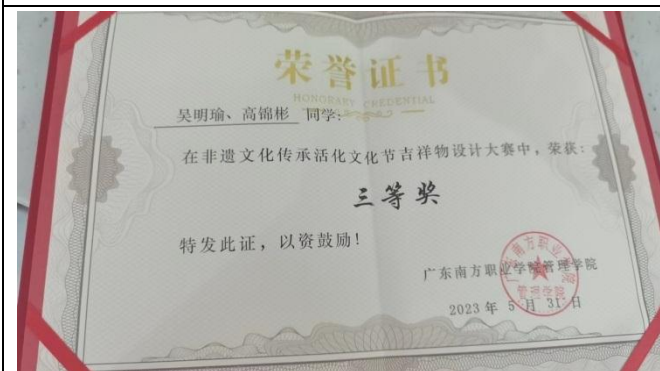 荣誉证书
HONORARY CREDENTIAL
吴明瑜、高锦彬 同学:
在非遗文化传承活化文化节吉祥物设计大赛中，荣获：
三等奖
特发此证，以资鼓励！
广东南方职业学院管理学院
2023 年 5 月 31 日